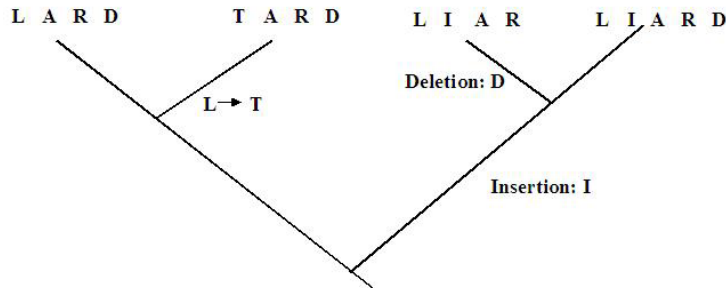 L A R D T A R D L I A R L I A R D
Deletion: D
L → T
Insertion: I